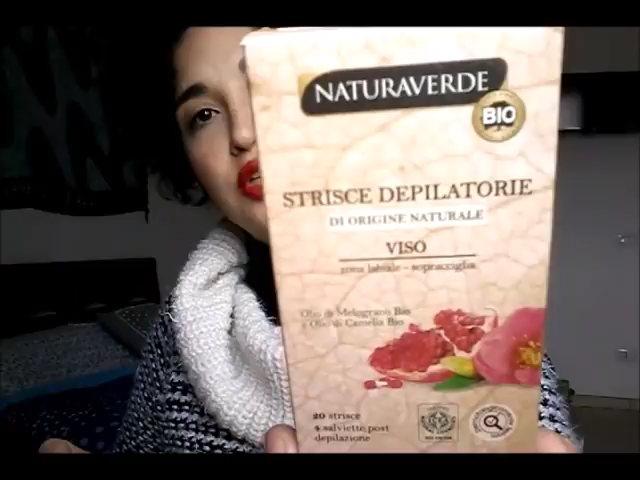 NATURAVERDE
BIO
STRISCE DEPILATORIE
DI ORIGINE NATURALE
VISO
zona labiale - sopracciglia
Olio di Melograno Bio
e Olio di Camelia Bio
20 strisce
4 salviette post
depilazione